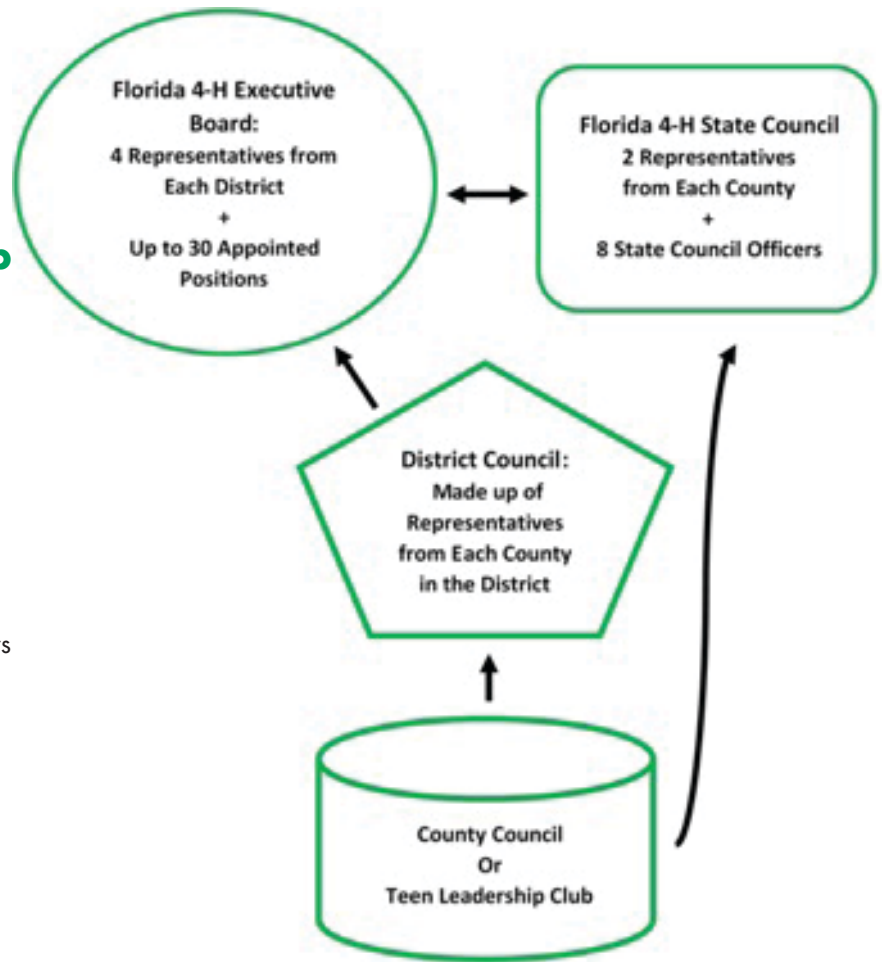 Florida 4-H Executive
Board:
4 Representatives from
Each District
+
Up to 30 Appointed
Positions
Florida 4-H State Council
2 Representatives
from Each County
+
8 State Council Officers
District Council:
Made up of
Representatives
from Each County
in the District
County Council
Or
Teen Leadership Club